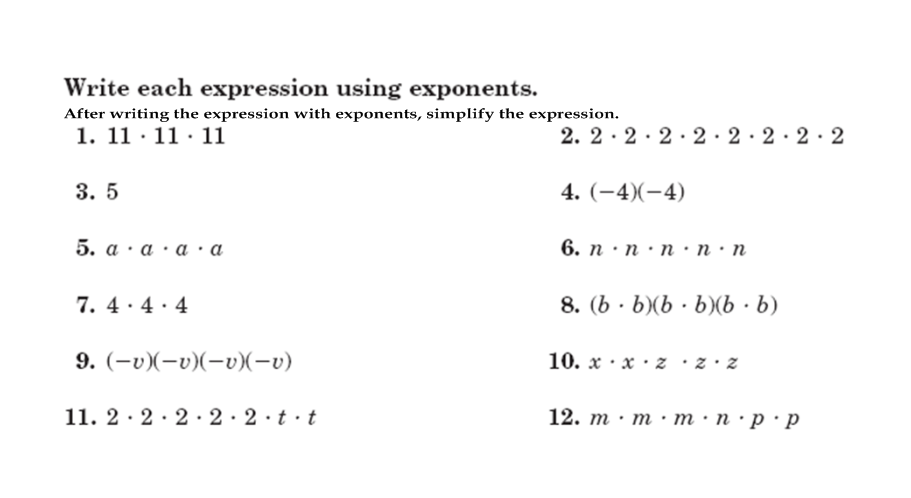 Write each expression using exponents.
After writing the expression with exponents, simplify the expression.
1. 11 · 11 · 11 2. 2 · 2 · 2 · 2 · 2 · 2 · 2 · 2
3. 5 4. (−4)(−4)
5. a · a · a · a 6. n · n · n · n · n
7. 4 · 4 · 4 8. (b · b)(b · b)(b · b)
9. (−v)(−v)(−v)(−v) 10. x · x · z · z · z
11. 2 · 2 · 2 · 2 · 2 · t · t 12. m · m · m · n · p · p